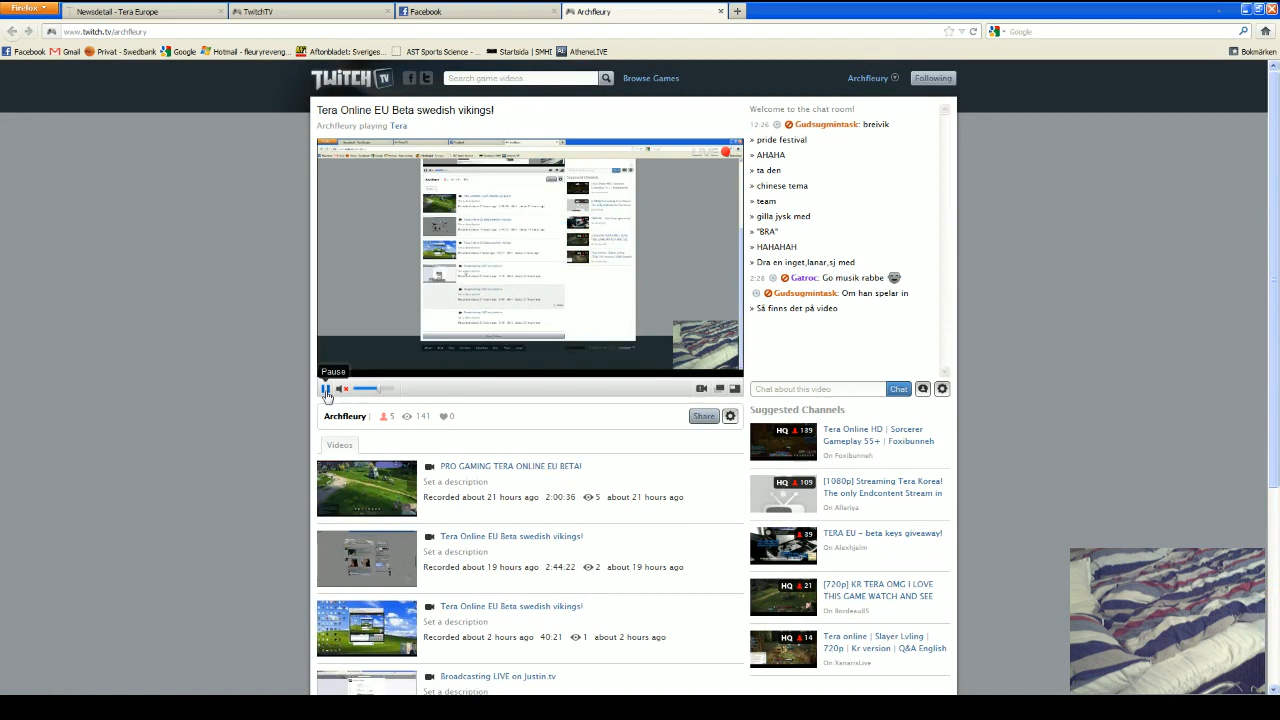 Firefox
Newsdetail - Tera Europe
TwitchTV
Facebook
Archfleury
www.twitch.tv/archfleury
Google
Facebook
Gmail
Privat - Swedbank
Google
Hotmail - fleuryreveng...
Aftonbladet: Sveriges...
AST Sports Science - ...
Startsida | SMHI
AtheneLIVE
Bokmärken
TWITCH TV
Search game videos
Browse Games
Archfleury
Following
Tera Online EU Beta swedish vikings!
Archfleury playing Tera
Pause
Archfleury
5
141
0
Share
Videos
PRO GAMING TERA ONLINE EU BETA!
Set a description
Recorded about 21 hours ago 2:00:36 5 about 21 hours ago
Tera Online EU Beta swedish vikings!
Set a description
Recorded about 19 hours ago 2:44:22 2 about 19 hours ago
Tera Online EU Beta swedish vikings!
Set a description
Recorded about 2 hours ago 40:21 1 about 2 hours ago
Broadcasting LIVE on Justin.tv
Set a description
Welcome to the chat room!
12:26 Gudsugmintask: breivik
» pride festival
» AHAHA
» ta den
» chinese tema
» team
» gilla jysk med
» "BRA"
» HAHAHAH
» Dra en inget,lanar,sj med
2:26 Gatroc: Go musik rabbe
Gudsugmintask: Om han spelar in
» Så finns det på video
Chat about this video
Chat
Suggested Channels
HQ 139
Tera Online HD | Sorcerer
Gameplay 55+ | Foxibunneh
On Foxibunneh
HQ 109
[1080p] Streaming Tera Korea!
The only Endcontent Stream in
On Alleriya
39
TERA EU - beta keys giveaway!
On Alexhjelm
HQ 21
[720p] KR TERA OMG I LOVE
THIS GAME WATCH AND SEE
On Bordeau85
HQ 14
Tera online | Slayer Lvling |
720p | Kr version | Q&A English
On XanarisLive